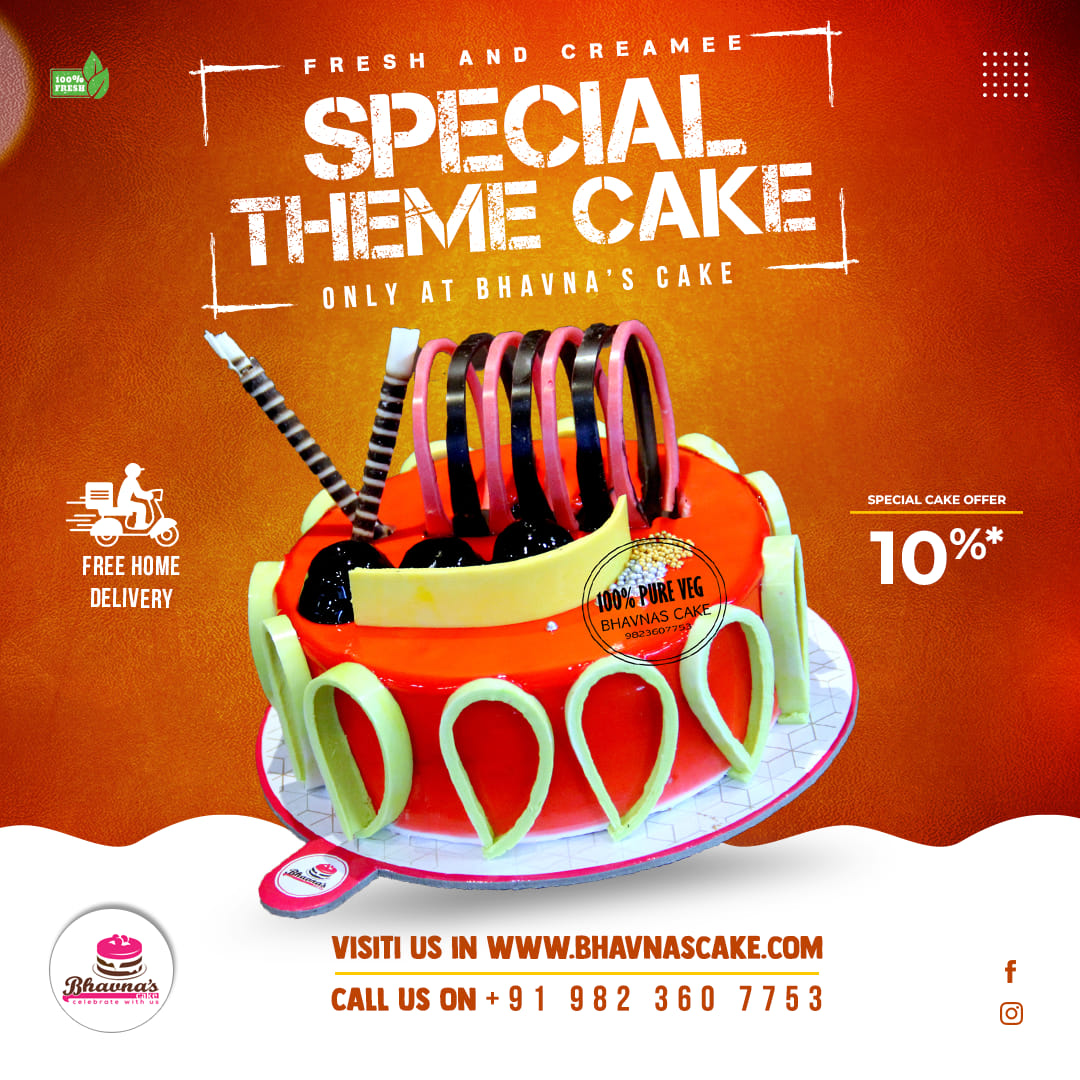 FRESH AND CREAMEE
100%
FRESH
SPECIAL
THEME CAKE
ONLY AT BHAVNA'S CAKE
FREE HOME
DELIVERY
SPECIAL CAKE OFFER
10%*
100% PURE VEG
BHAVNAS CAKE
9823607753
Bhavna's
Bhavna's
Cake
celebrate with us
VISITI US IN WWW.BHAVNASCAKE.COM
CALL US ON +91 982 360 7753
f